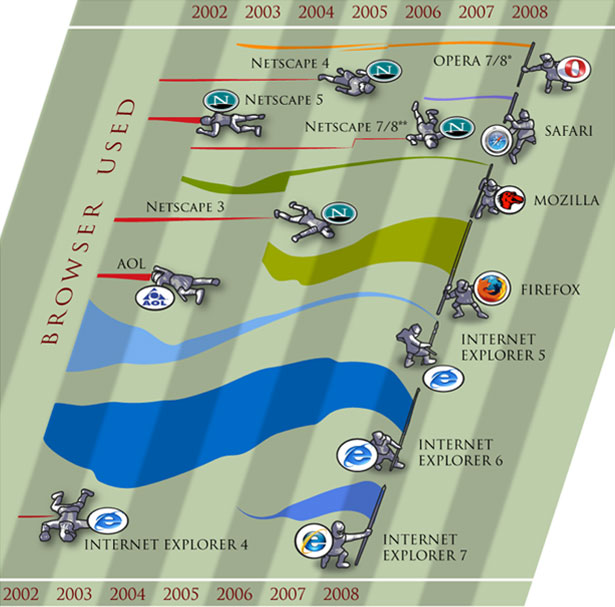 2002 2003 2004 2005 2006 2007 2008
NETSCAPE 4
N
OPERA 7/8*
N
NETSCAPE 5
NETSCAPE 7/8**
N
SAFARI
BROWSER USED
MOZILLA
NETSCAPE 3
N
AOL
AOL
FIREFOX
INTERNET
EXPLORER 5
INTERNET
EXPLORER 6
INTERNET EXPLORER 4
INTERNET
EXPLORER 7
2002 2003 2004 2005 2006 2007 2008